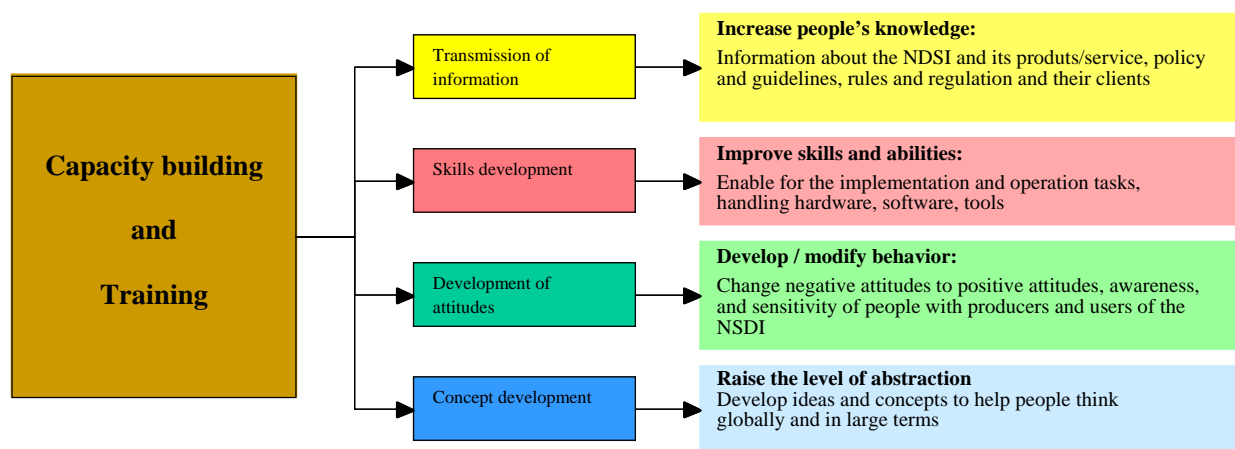 Capacity building
and
Training
Transmission of
information
Increase people’s knowledge:
Information about the NDSI and its produts/service, policy
and guidelines, rules and regulation and their clients
Skills development
Improve skills and abilities:
Enable for the implementation and operation tasks,
handling hardware, software, tools
Development of
attitudes
Develop / modify behavior:
Change negative attitudes to positive attitudes, awareness,
and sensitivity of people with producers and users of the
NSDI
Concept development
Raise the level of abstraction
Develop ideas and concepts to help people think
globally and in large terms